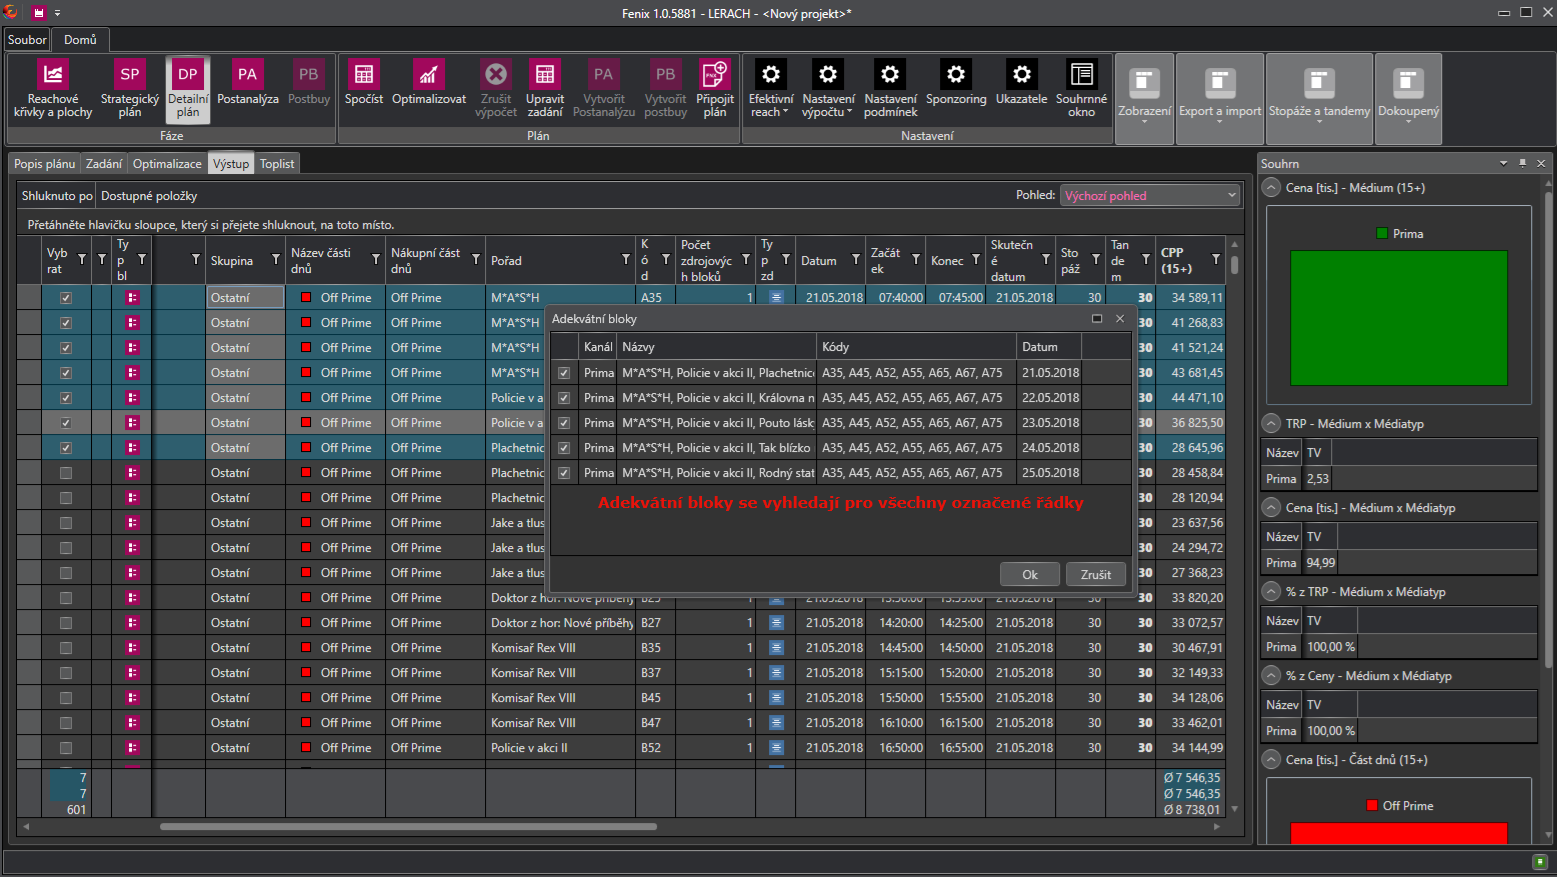 Fenix 1.0.5881 - LERACH - <Nový projekt>*
Soubor
Domů
Reachové křivky a plochy
SP
Strategický plán
DP
Detailní plán
PA
Postanalýza
PB
Postbuy
Fáze
Spočíst
Optimalizovat
Zrušit výpočet
Upravit zadání
PA
Vytvořit Postanalýzu
PB
Vytvořit postbuy
Připojit plán
Plán
Efektivní reach
Nastavení výpočtu
Nastavení podmínek
Sponzoring
Ukazatele
Souhrnné okno
Nastavení
Zobrazení
Export a import
Stopáže a tandemy
Dokoupený
Popis plánu
Zadání
Optimalizace
Výstup
Toplist
Shluknuto po
Dostupné položky
Pohled:
Výchozí pohled
Přetáhněte hlavičku sloupce, který si přejete shluknout, na toto místo.
Vyb rat
Ty p bl
Skupina
Název části dnů
Nákupní část dnů
Pořad
K ó d
Počet zdrojovýc h bloků
Ty p zd
Datum
Začát ek
Konec
Skutečn é datum
Sto páž
Tan de m
CPP (15+)
Ostatní Off Prime Off Prime M*A*S*H A35 1 21.05.2018 07:40:00 07:45:00 21.05.2018 30 30 34 589,11
Ostatní Off Prime Off Prime M*A*S*H 30 41 268,83
Ostatní Off Prime Off Prime M*A*S*H 30 41 521,24
Ostatní Off Prime Off Prime M*A*S*H 30 43 681,45
Ostatní Off Prime Off Prime Policie v ak 30 44 471,10
Ostatní Off Prime Off Prime Policie v a 30 36 825,50
Ostatní Off Prime Off Prime Plachetnic 30 28 645,96
Ostatní Off Prime Off Prime Plachetnic 30 28 458,84
Ostatní Off Prime Off Prime Plachetnic 30 28 120,94
Ostatní Off Prime Off Prime Jake a tlus 30 23 637,56
Ostatní Off Prime Off Prime Jake a tlus 30 24 294,72
Ostatní Off Prime Off Prime Jake a tlus 30 27 368,23
Ostatní Off Prime Off Prime Doktor z hor: Nové příběhy B25 1 21.05.2018 13:50:00 13:55:00 21.05.2018 30 30 33 820,20
Ostatní Off Prime Off Prime Doktor z hor: Nové příběhy B27 1 21.05.2018 14:20:00 14:25:00 21.05.2018 30 30 33 072,57
Ostatní Off Prime Off Prime Komisař Rex VIII B35 1 21.05.2018 14:45:00 14:50:00 21.05.2018 30 30 30 467,91
Ostatní Off Prime Off Prime Komisař Rex VIII B37 1 21.05.2018 15:15:00 15:20:00 21.05.2018 30 30 32 149,33
Ostatní Off Prime Off Prime Komisař Rex VIII B45 1 21.05.2018 15:50:00 15:55:00 21.05.2018 30 30 34 128,06
Ostatní Off Prime Off Prime Komisař Rex VIII B47 1 21.05.2018 16:10:00 16:15:00 21.05.2018 30 30 33 462,01
Ostatní Off Prime Off Prime Policie v akci II B52 1 21.05.2018 16:50:00 16:55:00 21.05.2018 30 30 34 144,99
7 Ø 7 546,35
7 Ø 7 546,35
601 Ø 8 738,01
Adekvátní bloky
Kanál Názvy Kódy Datum
Prima M*A*S*H, Policie v akci II, Plachetnic A35, A45, A52, A55, A65, A67, A75 21.05.2018
Prima M*A*S*H, Policie v akci II, Královna n A35, A45, A52, A55, A65, A67, A75 22.05.2018
Prima M*A*S*H, Policie v akci II, Pouto lásk A35, A45, A52, A55, A65, A67, A75 23.05.2018
Prima M*A*S*H, Policie v akci II, Tak blízko A35, A45, A52, A55, A65, A67, A75 24.05.2018
Prima M*A*S*H, Policie v akci II, Rodný stat A35, A45, A52, A55, A65, A67, A75 25.05.2018
Adekvátní bloky se vyhledají pro všechny označené řádky
Ok
Zrušit
Souhrn
Cena [tis.] - Médium (15+)
Prima
TRP - Médium x Médiatyp
Název TV
Prima 2,53
Cena [tis.] - Médium x Médiatyp
Název TV
Prima 94,99
% z TRP - Médium x Médiatyp
Název TV
Prima 100,00 %
% z Ceny - Médium x Médiatyp
Název TV
Prima 100,00 %
Cena [tis.] - Část dnů (15+)
Off Prime